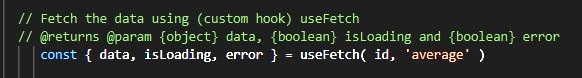 // Fetch the data using (custom hook) useFetch
// @returns @param {object} data, {boolean} isLoading and {boolean} error
const { data, isLoading, error } = useFetch( id, 'average' )